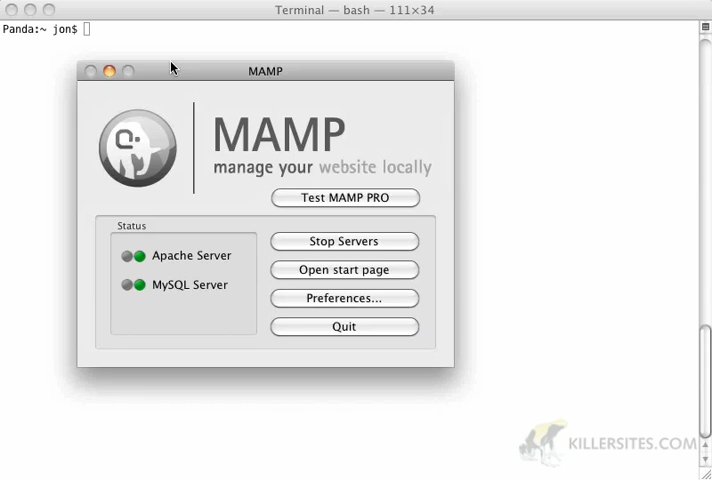 Terminal — bash — 111×34
Panda:~ jon$
MAMP
MAMP
manage your website locally
Test MAMP PRO
Status
Apache Server
MySQL Server
Stop Servers
Open start page
Preferences...
Quit
KILLERSITES.COM